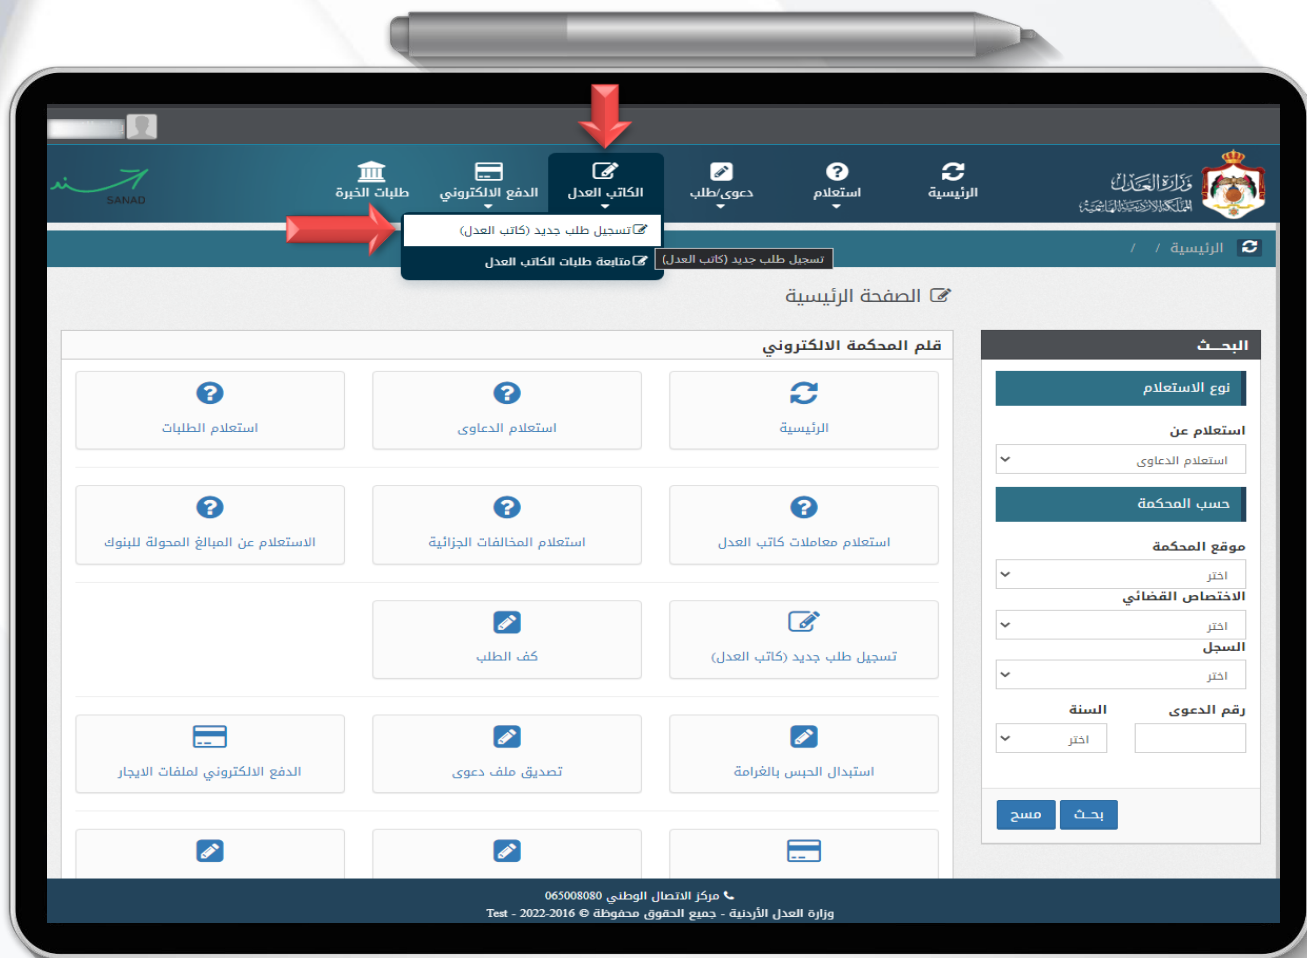 وزارة العدل
المملكة الأردنية الهاشمية
الرئيسية
استعلام
دعوى/طلب
الكاتب العدل
الدفع الالكتروني
طلبات الخبرة
سند
SANAD
تسجيل طلب جديد (كاتب العدل)
متابعة طلبات الكاتب العدل
تسجيل طلب جديد (كاتب العدل)
الرئيسية / /
الصفحة الرئيسية
البحـث
نوع الاستعلام
استعلام عن
استعلام الدعاوى
حسب المحكمة
موقع المحكمة
اختر
الاختصاص القضائي
اختر
السجل
اختر
رقم الدعوى السنة
اختر
بحـث مسح
قلم المحكمة الالكتروني
الرئيسية
استعلام الدعاوى
استعلام الطلبات
استعلام معاملات كاتب العدل
استعلام المخالفات الجزائية
الاستعلام عن المبالغ المحولة للبنوك
تسجيل طلب جديد (كاتب العدل)
كف الطلب
استبدال الحبس بالغرامة
تصديق ملف دعوى
الدفع الالكتروني لملفات الايجار
مركز الاتصال الوطني 065008080
وزارة العدل الأردنية - جميع الحقوق محفوظة © 2016-2022 - Test